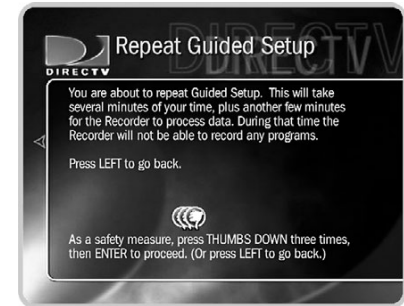 DIRECTV
Repeat Guided Setup
DIRECTV
You are about to repeat Guided Setup. This will take
several minutes of your time, plus another few minutes
for the Recorder to process data. During that time the
Recorder will not be able to record any programs.
Press LEFT to go back.
As a safety measure, press THUMBS DOWN three times,
then ENTER to proceed. (Or press LEFT to go back.)